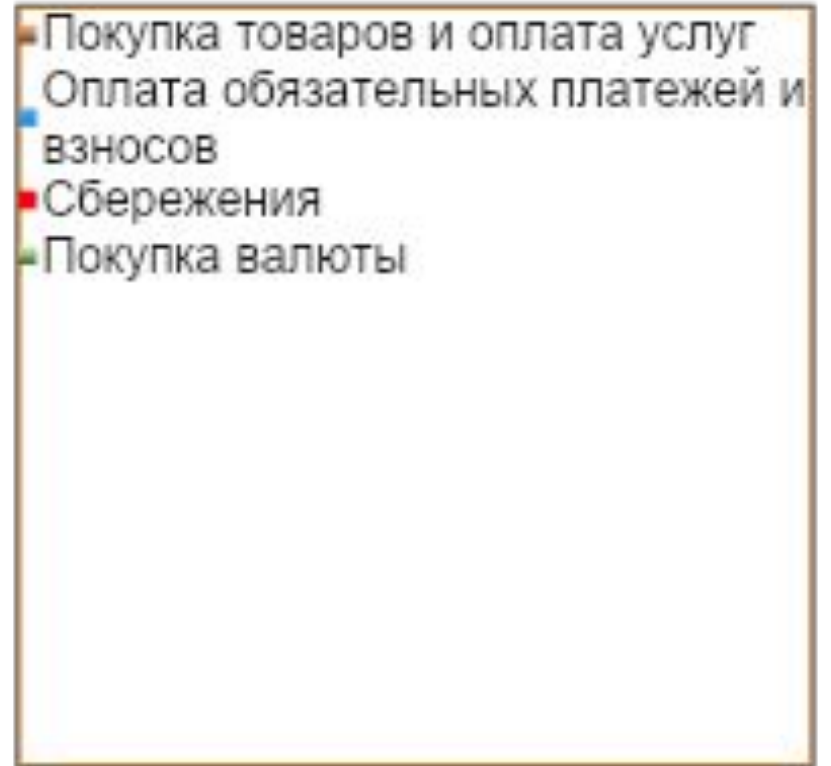 Покупка товаров и оплата услуг
Оплата обязательных платежей и
взносов
Сбережения
Покупка валюты